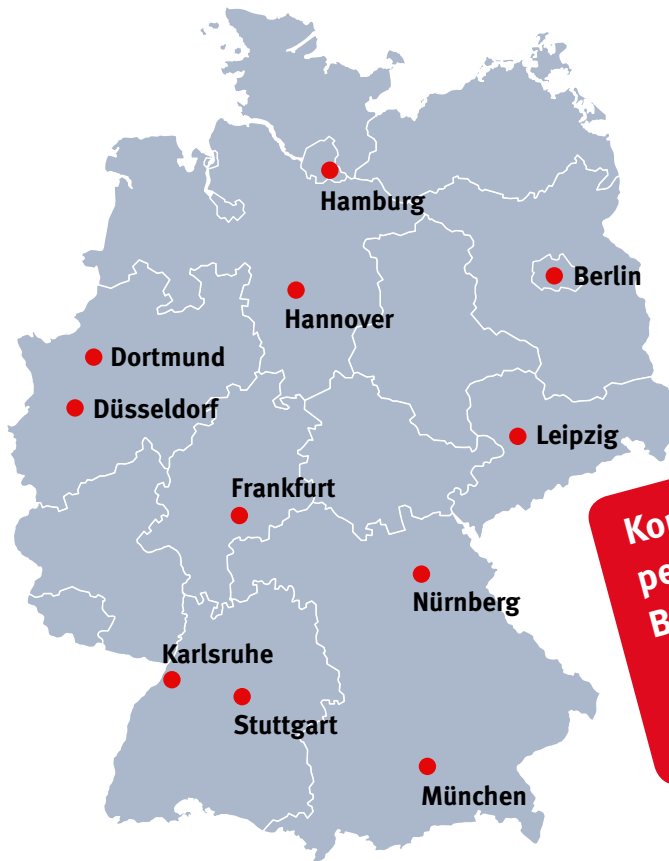 Hamburg
Berlin
Hannover
Dortmund
Düsseldorf
Leipzig
Frankfurt
Nürnberg
Karlsruhe
Stuttgart
München